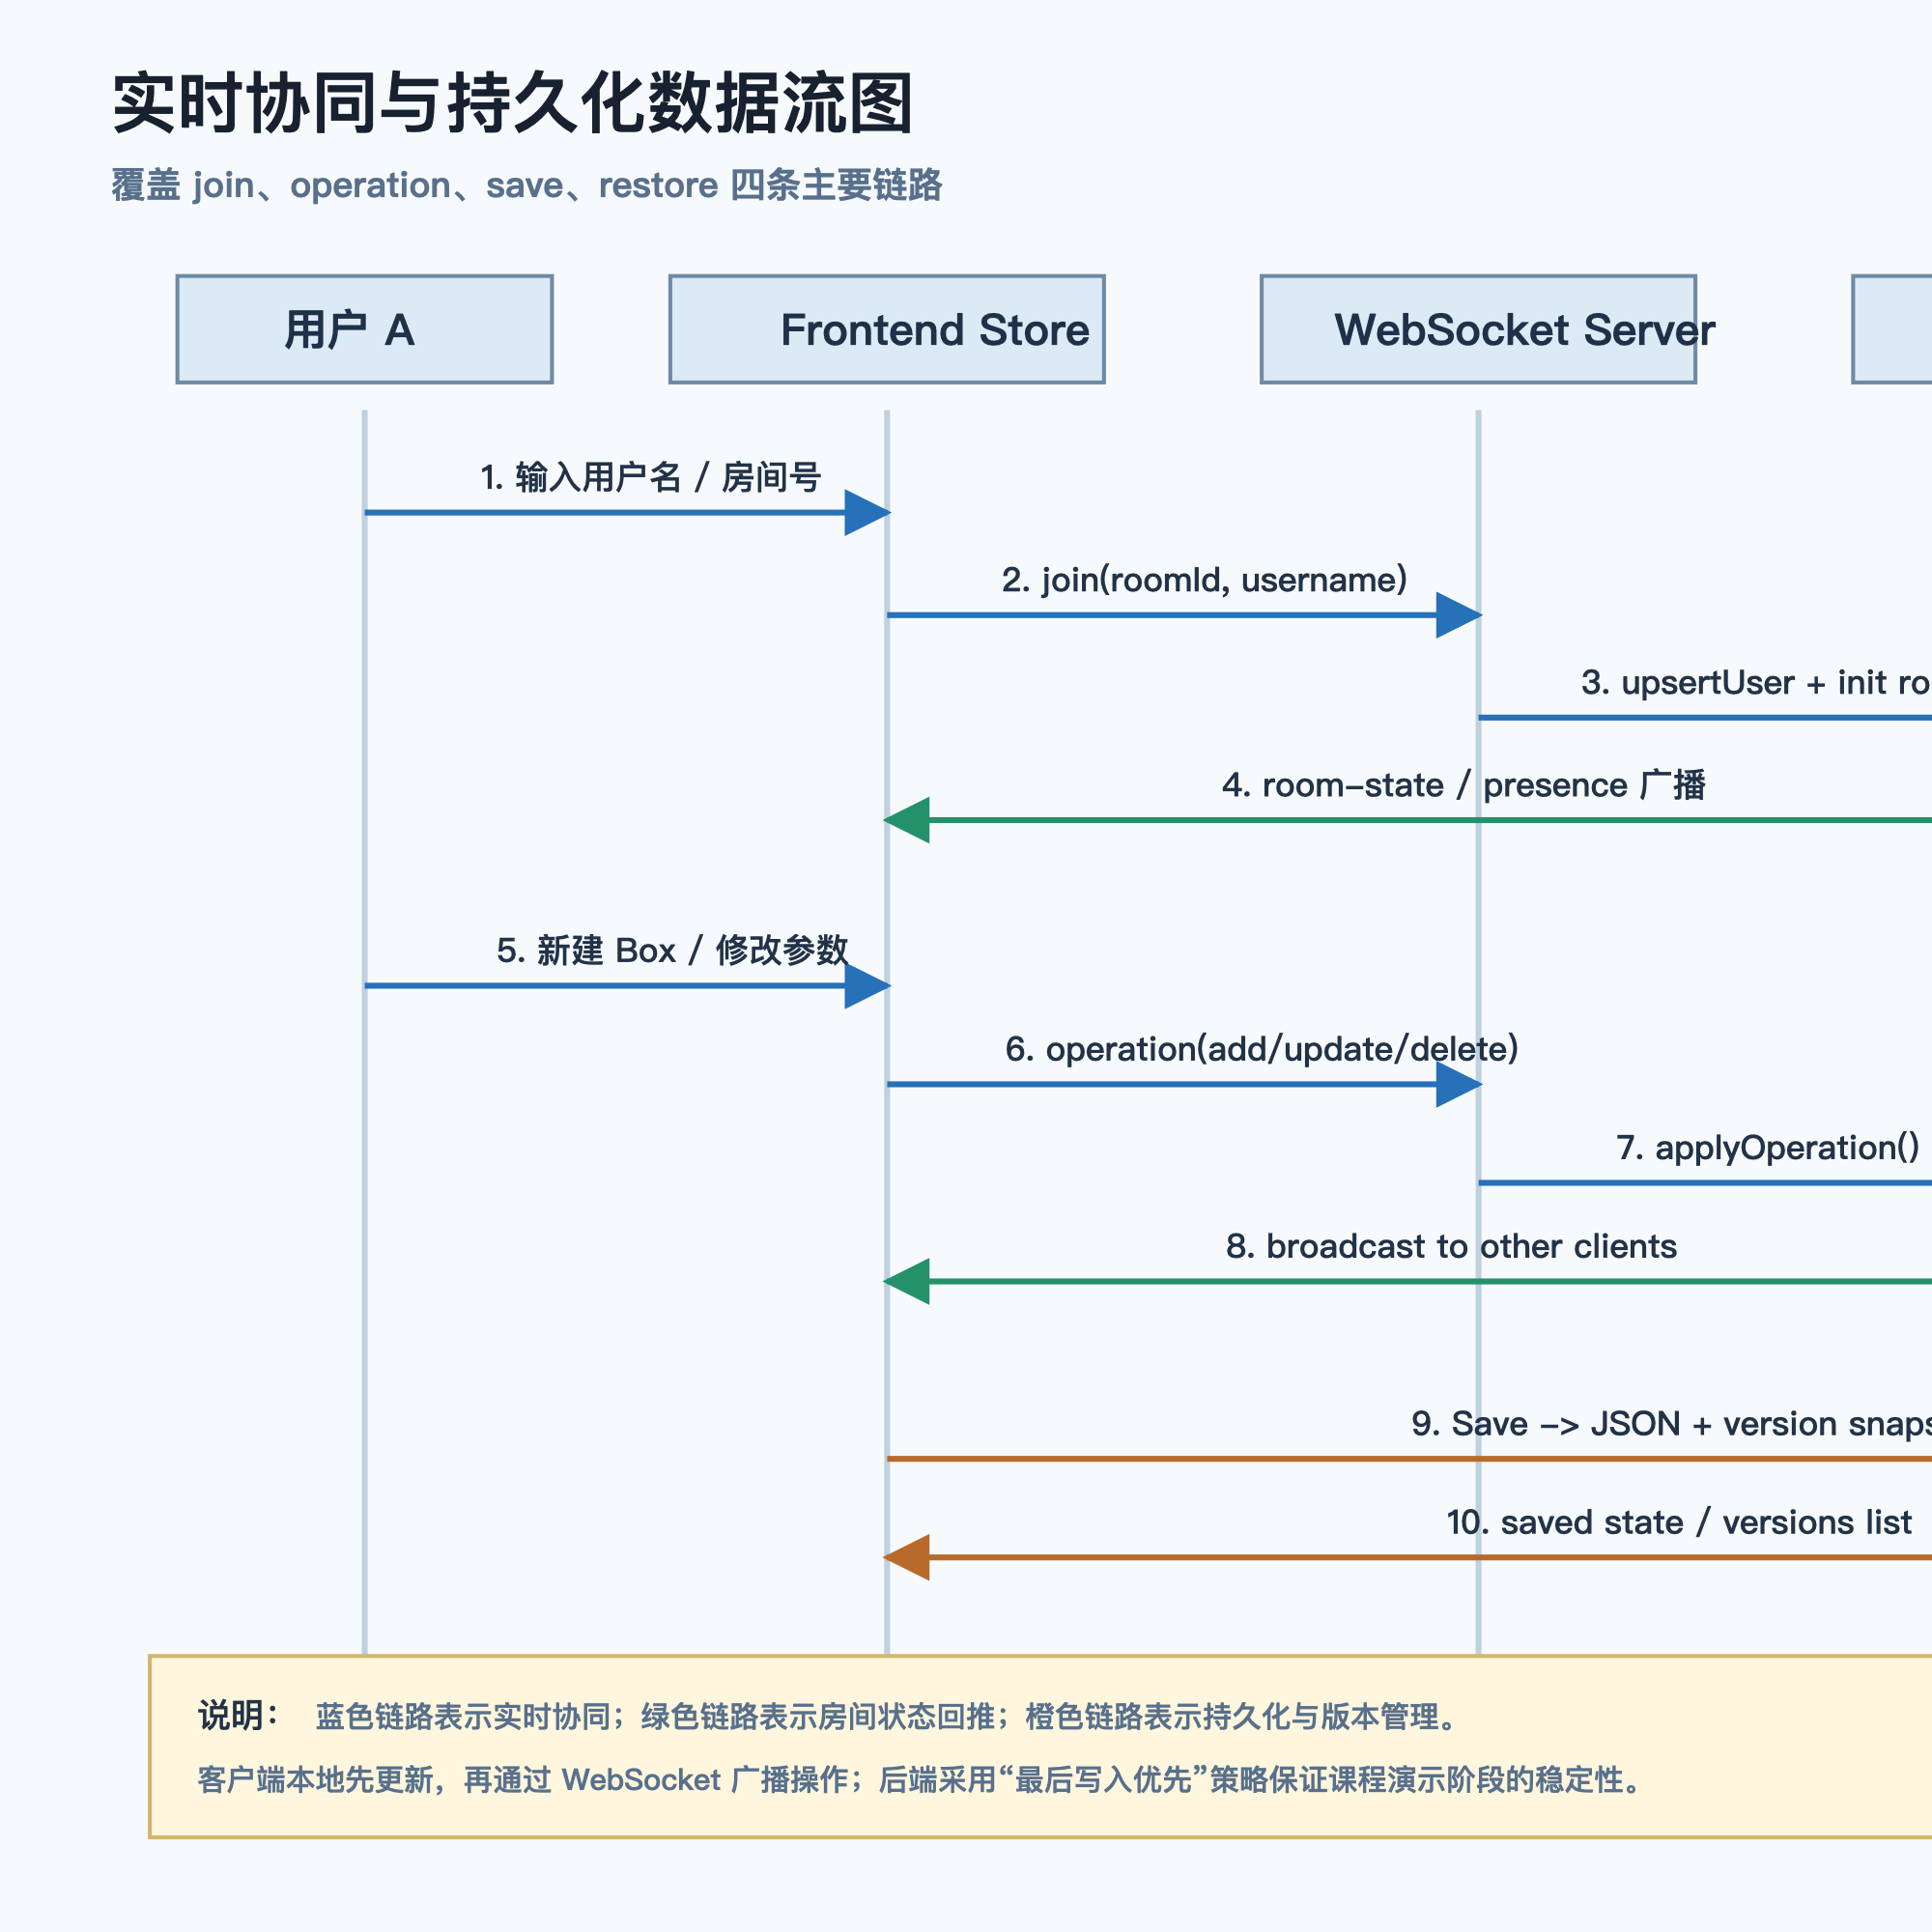 实时协同与持久化数据流图
覆盖 join、operation、save、restore 四条主要链路
用户 A
Frontend Store
WebSocket Server
1. 输入用户名 / 房间号
2. join(roomId, username)
3. upsertUser + init
4. room-state / presence 广播
5. 新建 Box / 修改参数
6. operation(add/update/delete)
7. applyOperation()
8. broadcast to other clients
9. Save -> JSON + version
10. saved state / versions list
说明： 蓝色链路表示实时协同；绿色链路表示房间状态回推；橙色链路表示持久化与版本管理。
客户端本地先更新，再通过 WebSocket 广播操作；后端采用“最后写入优先”策略保证课程演示阶段的稳定性。